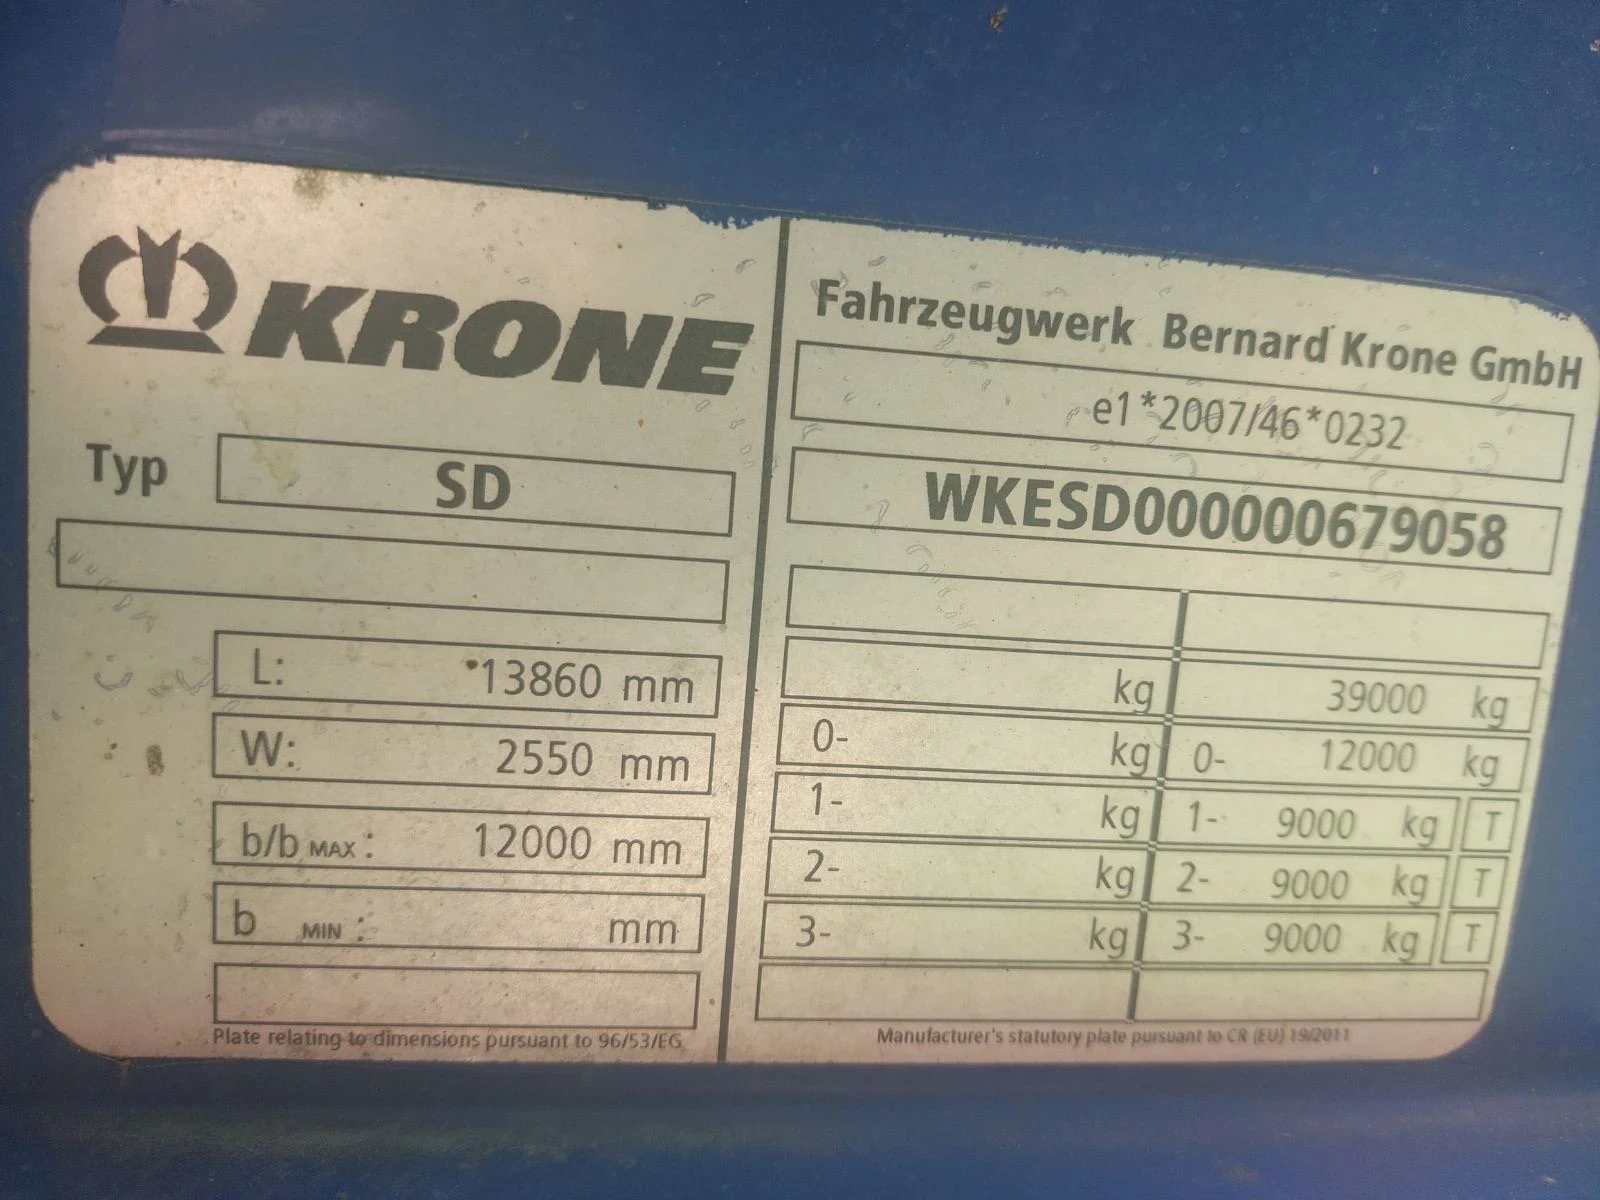 KRONE
Typ SD
L: 13860 mm
W: 2550 mm
b/b MAX : 12000 mm
b MIN : mm
Plate relating to dimensions pursuant to 96/53/EG
Fahrzeugwerk Bernard Krone GmbH
e1*2007/46*0232
WKESD000000679058
kg 39000 kg
0- kg 0- 12000 kg
1- kg 1- 9000 kg T
2- kg 2- 9000 kg T
3- kg 3- 9000 kg T
Manufacturer's statutory plate pursuant to CR (EU) 19/2011